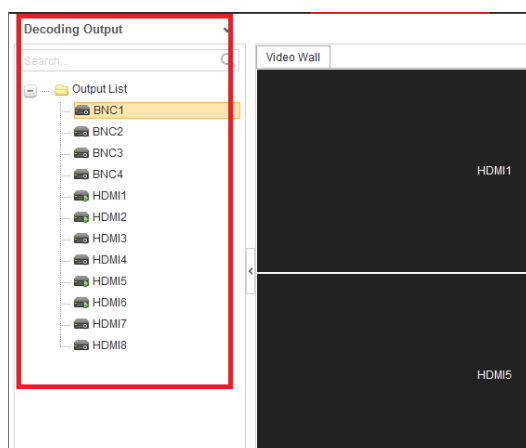 Decoding Output
Search...
Output List
BNC1
BNC2
BNC3
BNC4
HDMI1
HDMI2
HDMI3
HDMI4
HDMI5
HDMI6
HDMI7
HDMI8
Video Wall
HDMI1
HDMI5